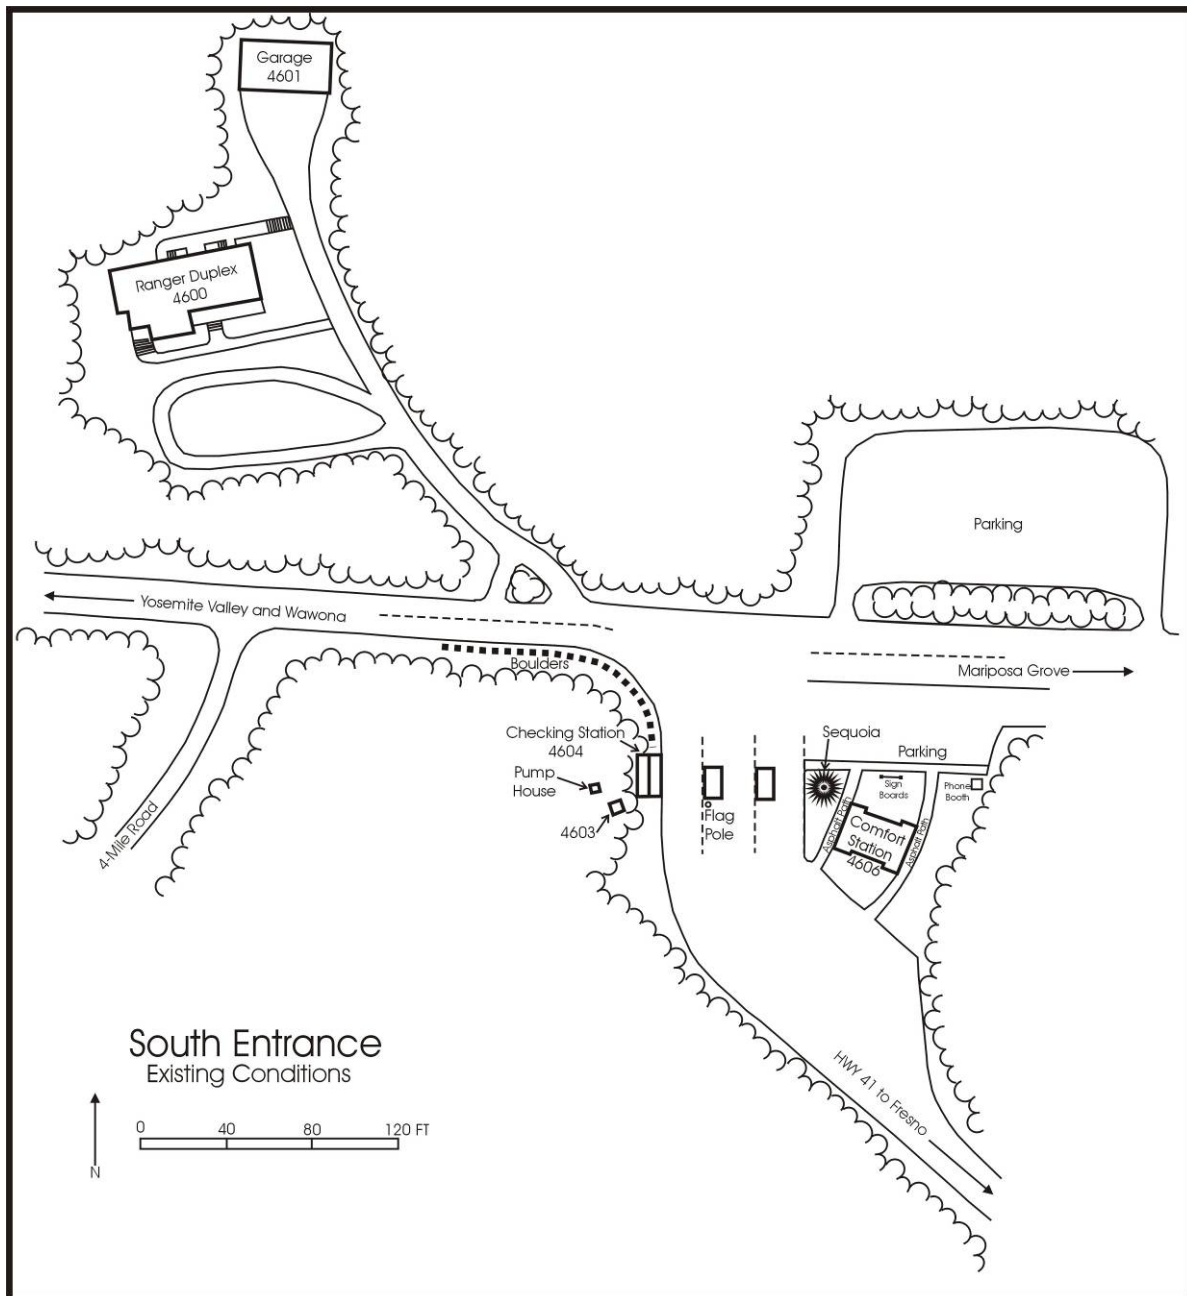 Garage
4601
Ranger Duplex
4600
Parking
Yosemite Valley and Wawona
Boulders
Mariposa Grove
Checking Station
4604
Sequoia
Parking
Pump
House
Sign
Boards
Phone
Booth
4603
Flag
Pole
Asphalt Path
Comfort
Station
4606
Asphalt Path
4-Mile Road
South Entrance
Existing Conditions
HWY 41 to Fresno
0 40 80 120 FT
N